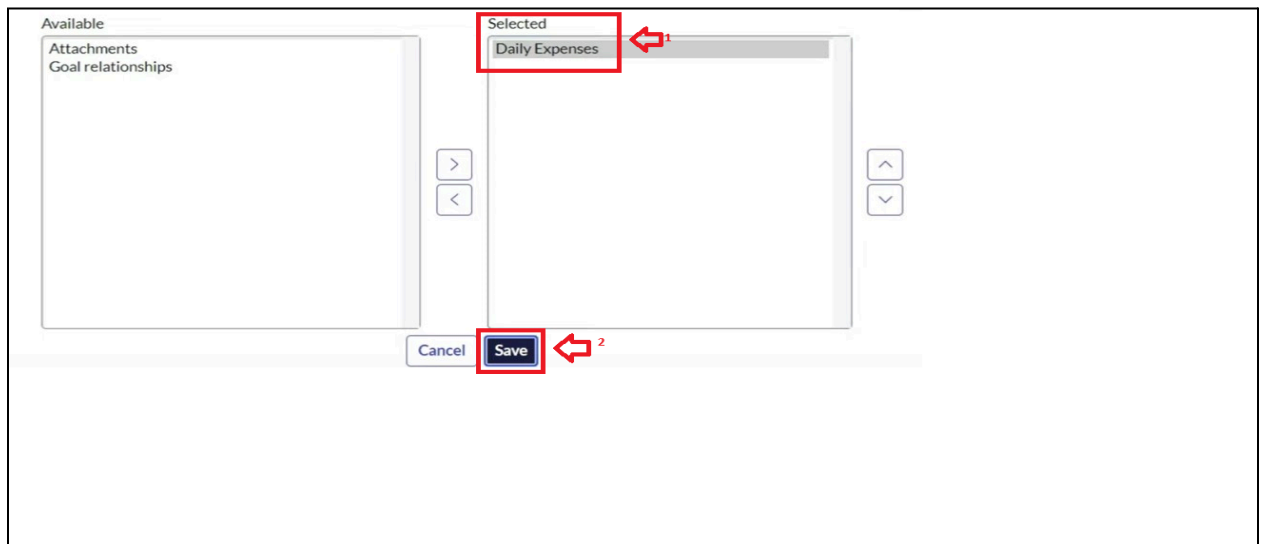 Available
Attachments
Goal relationships
Selected
Daily Expenses
1
>
<
Cancel
Save
2